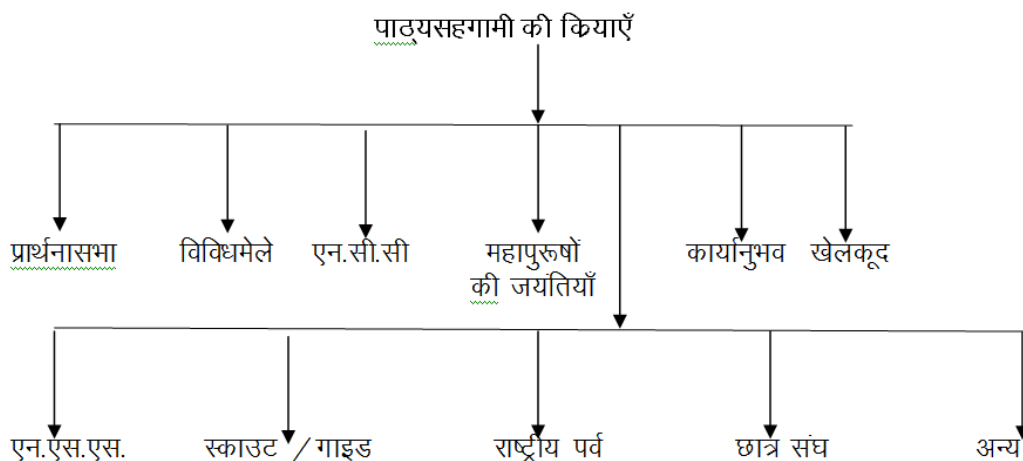 पाठ्यसहगामी की कियाएँ
प्रार्थनासभा विविधमेले एन.सी.सी महापुरूषों कार्यानुभव खेलकूद
की जयंतियाँ
एन.एस.एस. स्काउट / गाइड राष्ट्रीय पर्व छात्र संघ अन्य